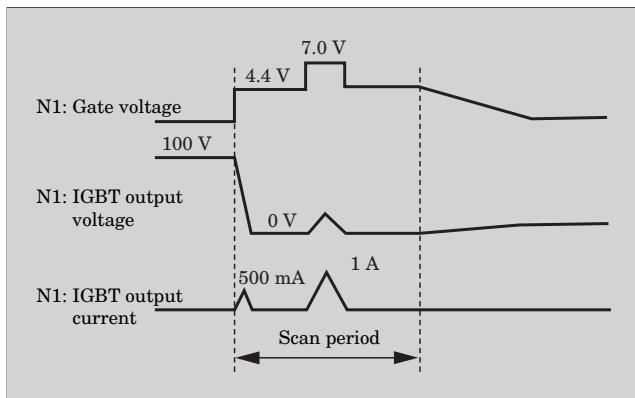 7.0 V
4.4 V
N1: Gate voltage
100 V
N1: IGBT output
voltage
0 V
500 mA
1 A
N1: IGBT output
current
Scan period